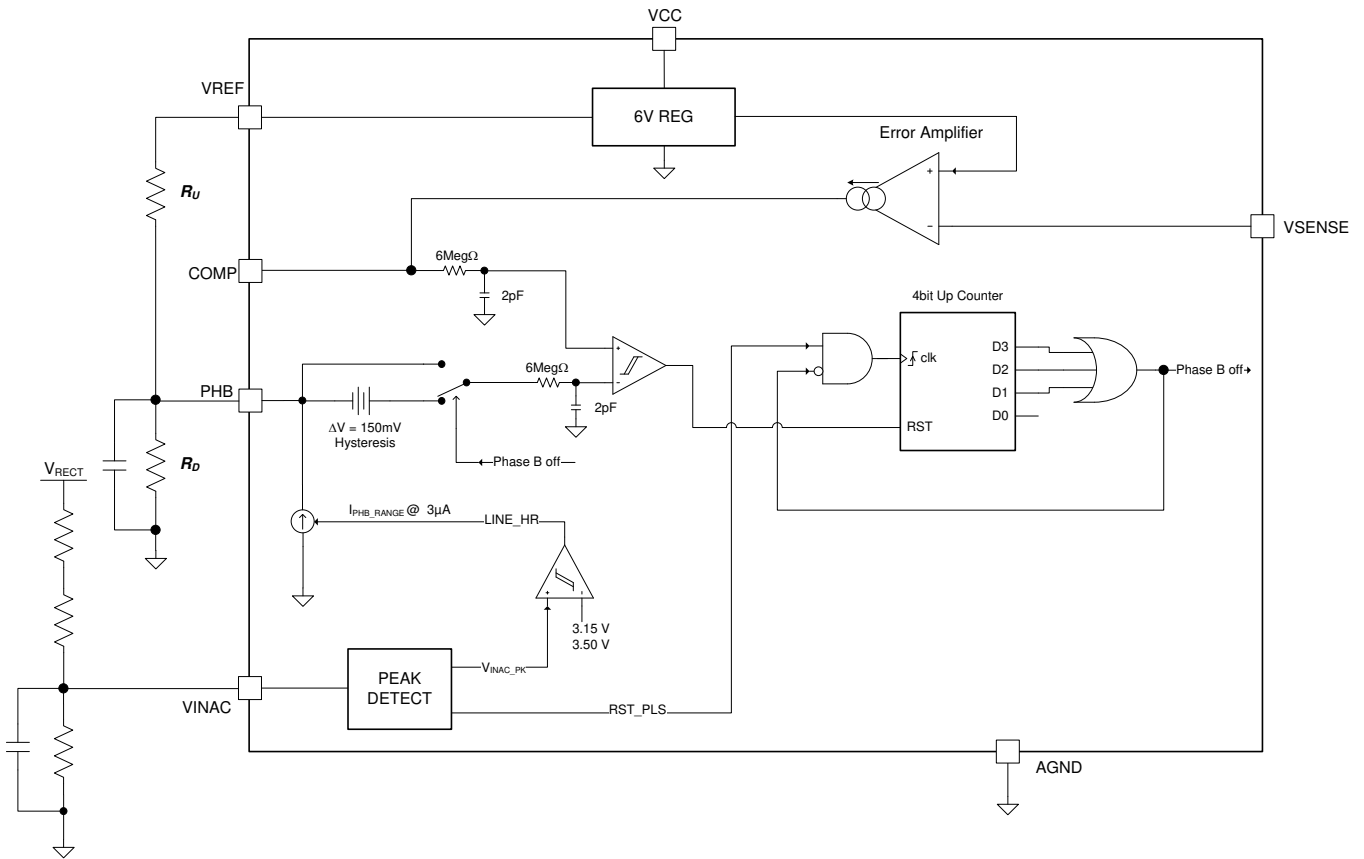 VCC
VREF
6V REG
Error Amplifier
+
R_U
−
VSENSE
6MegΩ
COMP
2pF
4bit Up Counter
+
clk
D3
6MegΩ
D2
Phase B off
PHB
−
D1
2pF
D0
ΔV = 150mV
Hysteresis
RST
R_D
Phase B off
V_RECT
I_PHB_RANGE @ 3µA
LINE_HR
+
-
3.15 V
3.50 V
PEAK
DETECT
V_INAC_PK
VINAC
RST_PLS
AGND